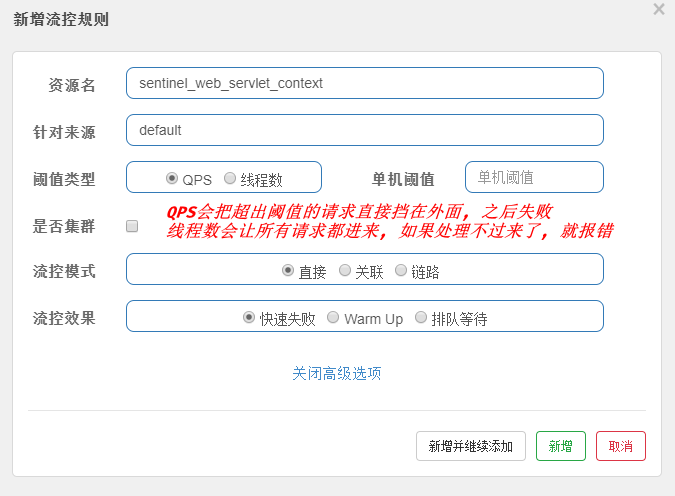 新增流控规则
×
资源名 sentinel_web_servlet_context
针对来源 default
阈值类型 QPS 线程数 单机阈值 单机阈值
QPS会把超出阈值的请求直接挡在外面, 之后失败
是否集群
线程数会让所有请求都进来, 如果处理不过来了, 就报错
流控模式 直接 关联 链路
流控效果 快速失败 Warm Up 排队等待
关闭高级选项
新增并继续添加 新增 取消